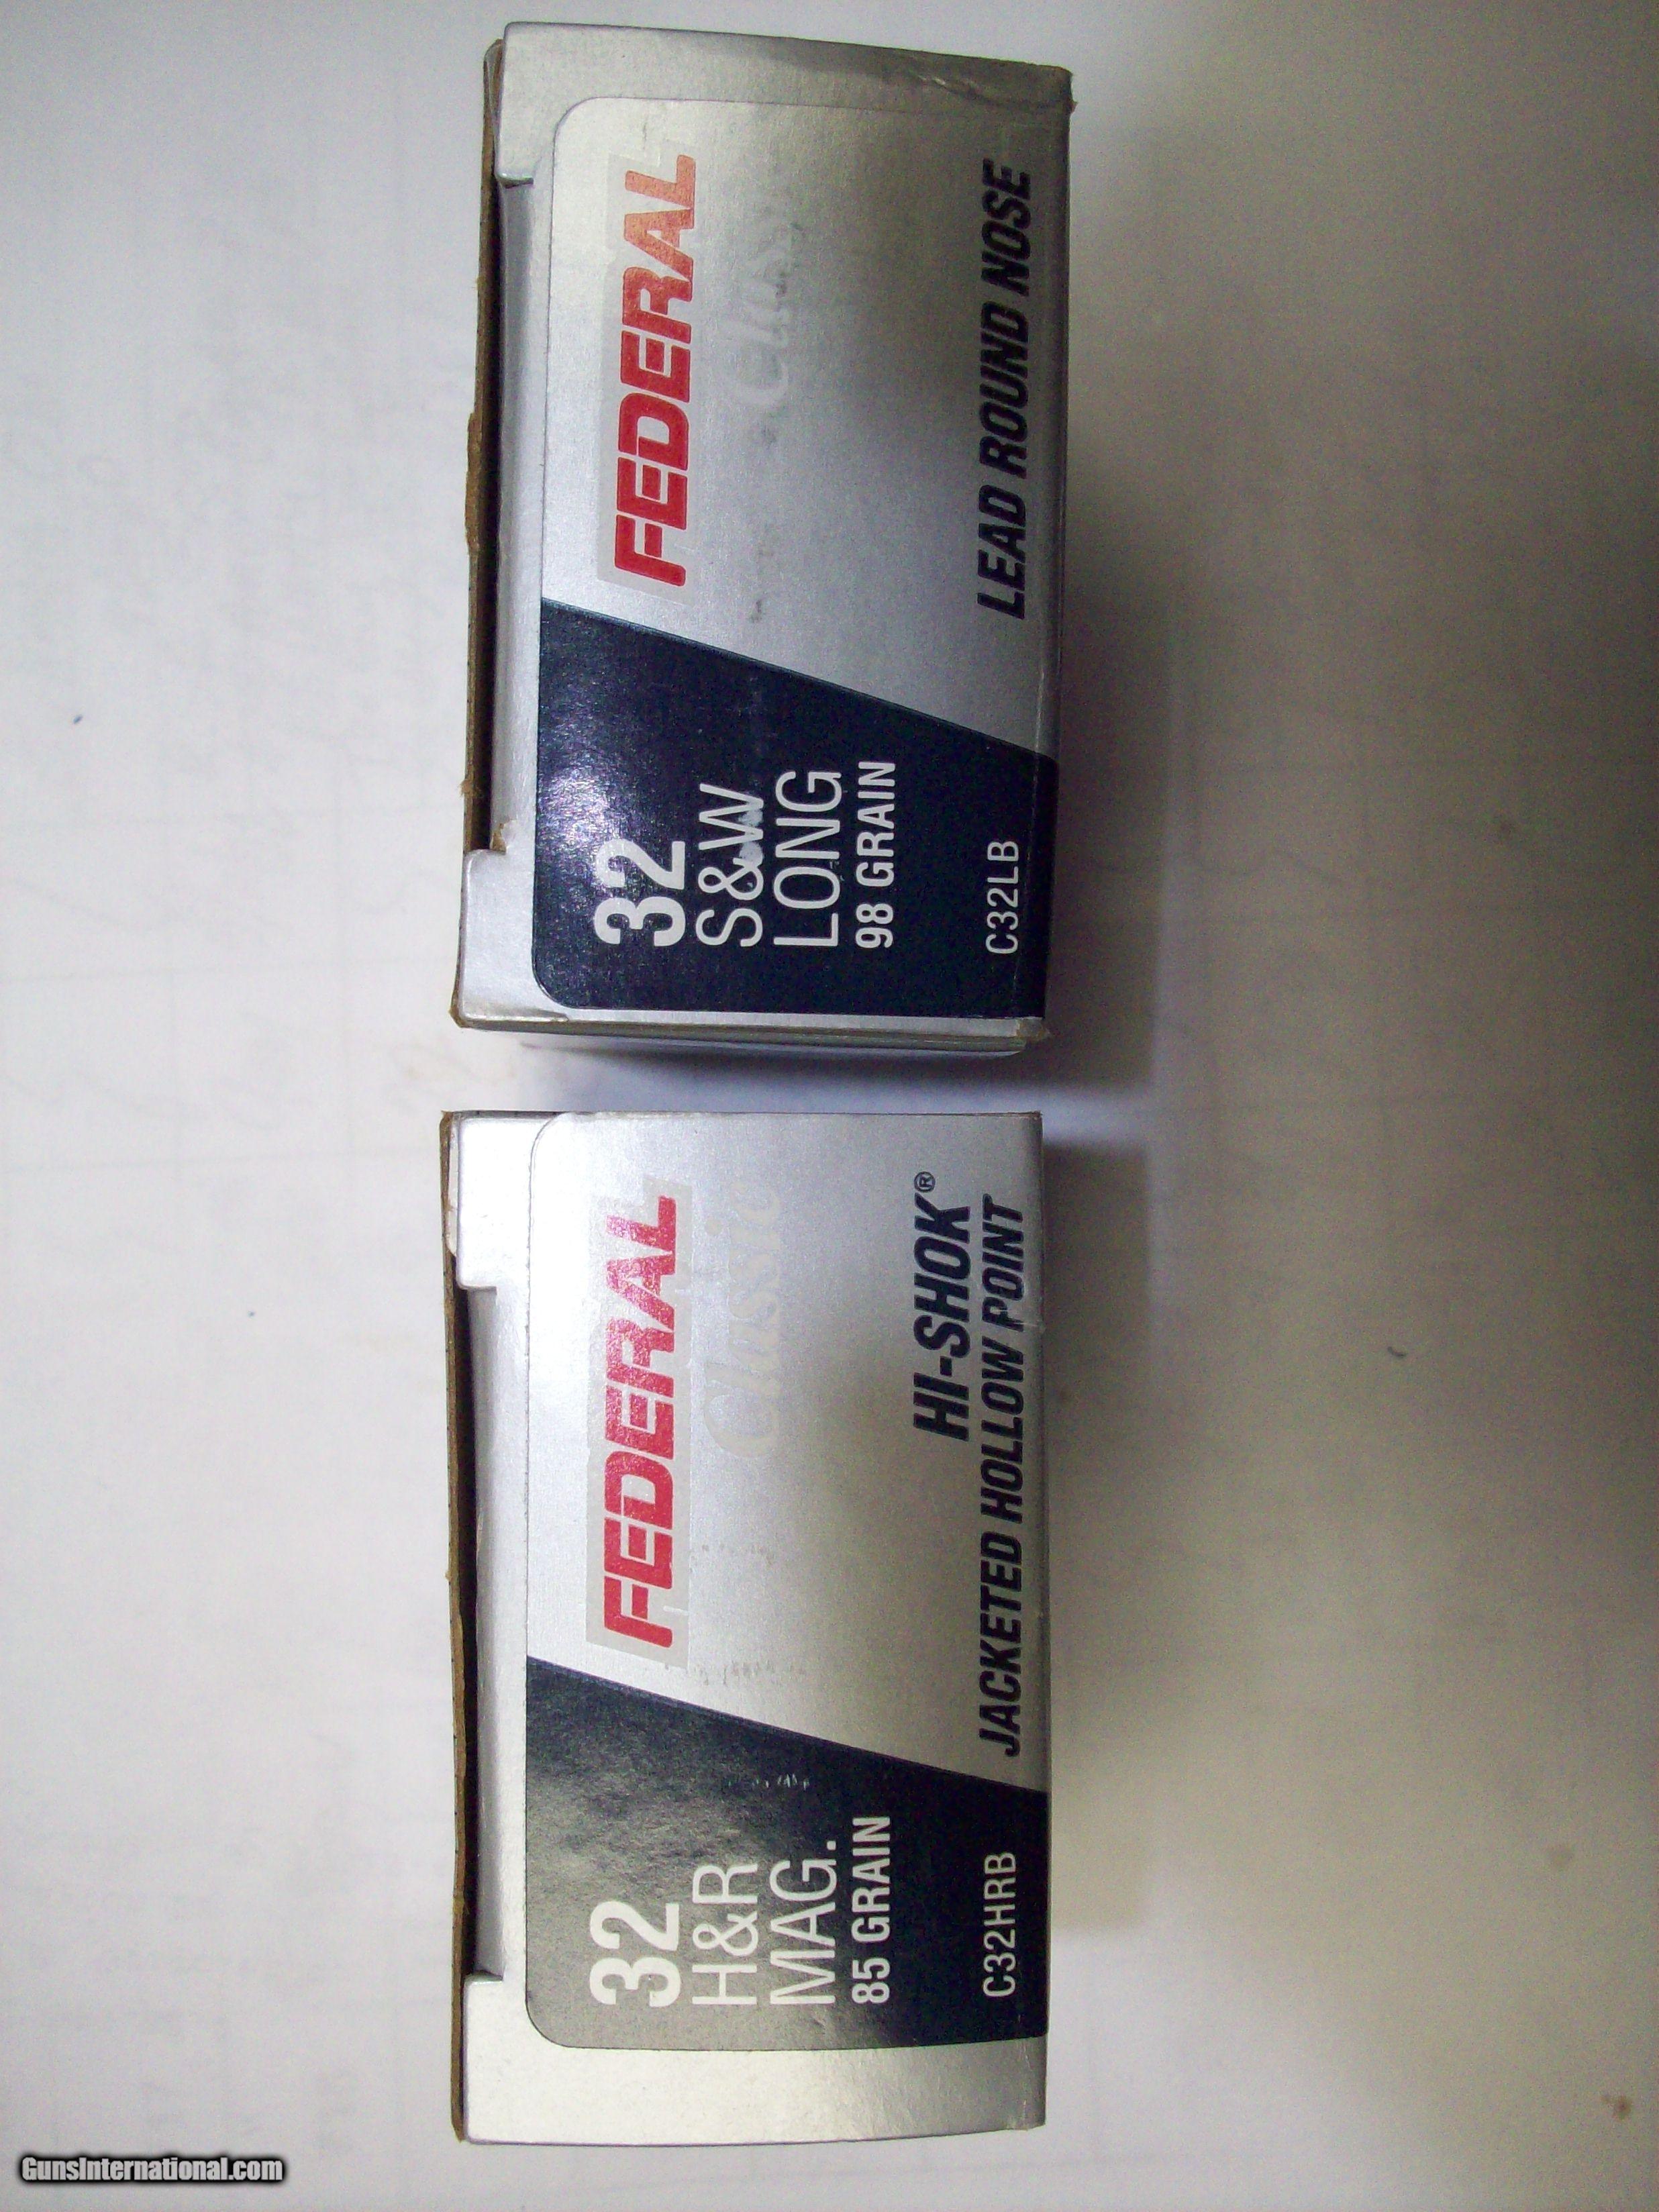 FEDERAL
Classic
32
S&W
LONG
98 GRAIN
C32LB
LEAD ROUND NOSE
FEDERAL
Classic
32
H&R
MAG.
85 GRAIN
C32HRB
HI-SHOK®
JACKETED HOLLOW POINT
GunsInternational.com